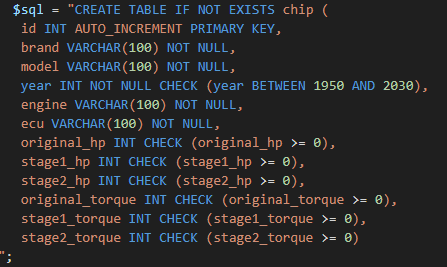 $sql = "CREATE TABLE IF NOT EXISTS chip (
id INT AUTO_INCREMENT PRIMARY KEY,
brand VARCHAR(100) NOT NULL,
model VARCHAR(100) NOT NULL,
year INT NOT NULL CHECK (year BETWEEN 1950 AND 2030),
engine VARCHAR(100) NOT NULL,
ecu VARCHAR(100) NOT NULL,
original_hp INT CHECK (original_hp >= 0),
stage1_hp INT CHECK (stage1_hp >= 0),
stage2_hp INT CHECK (stage2_hp >= 0),
original_torque INT CHECK (original_torque >= 0),
stage1_torque INT CHECK (stage1_torque >= 0),
stage2_torque INT CHECK (stage2_torque >= 0)
";